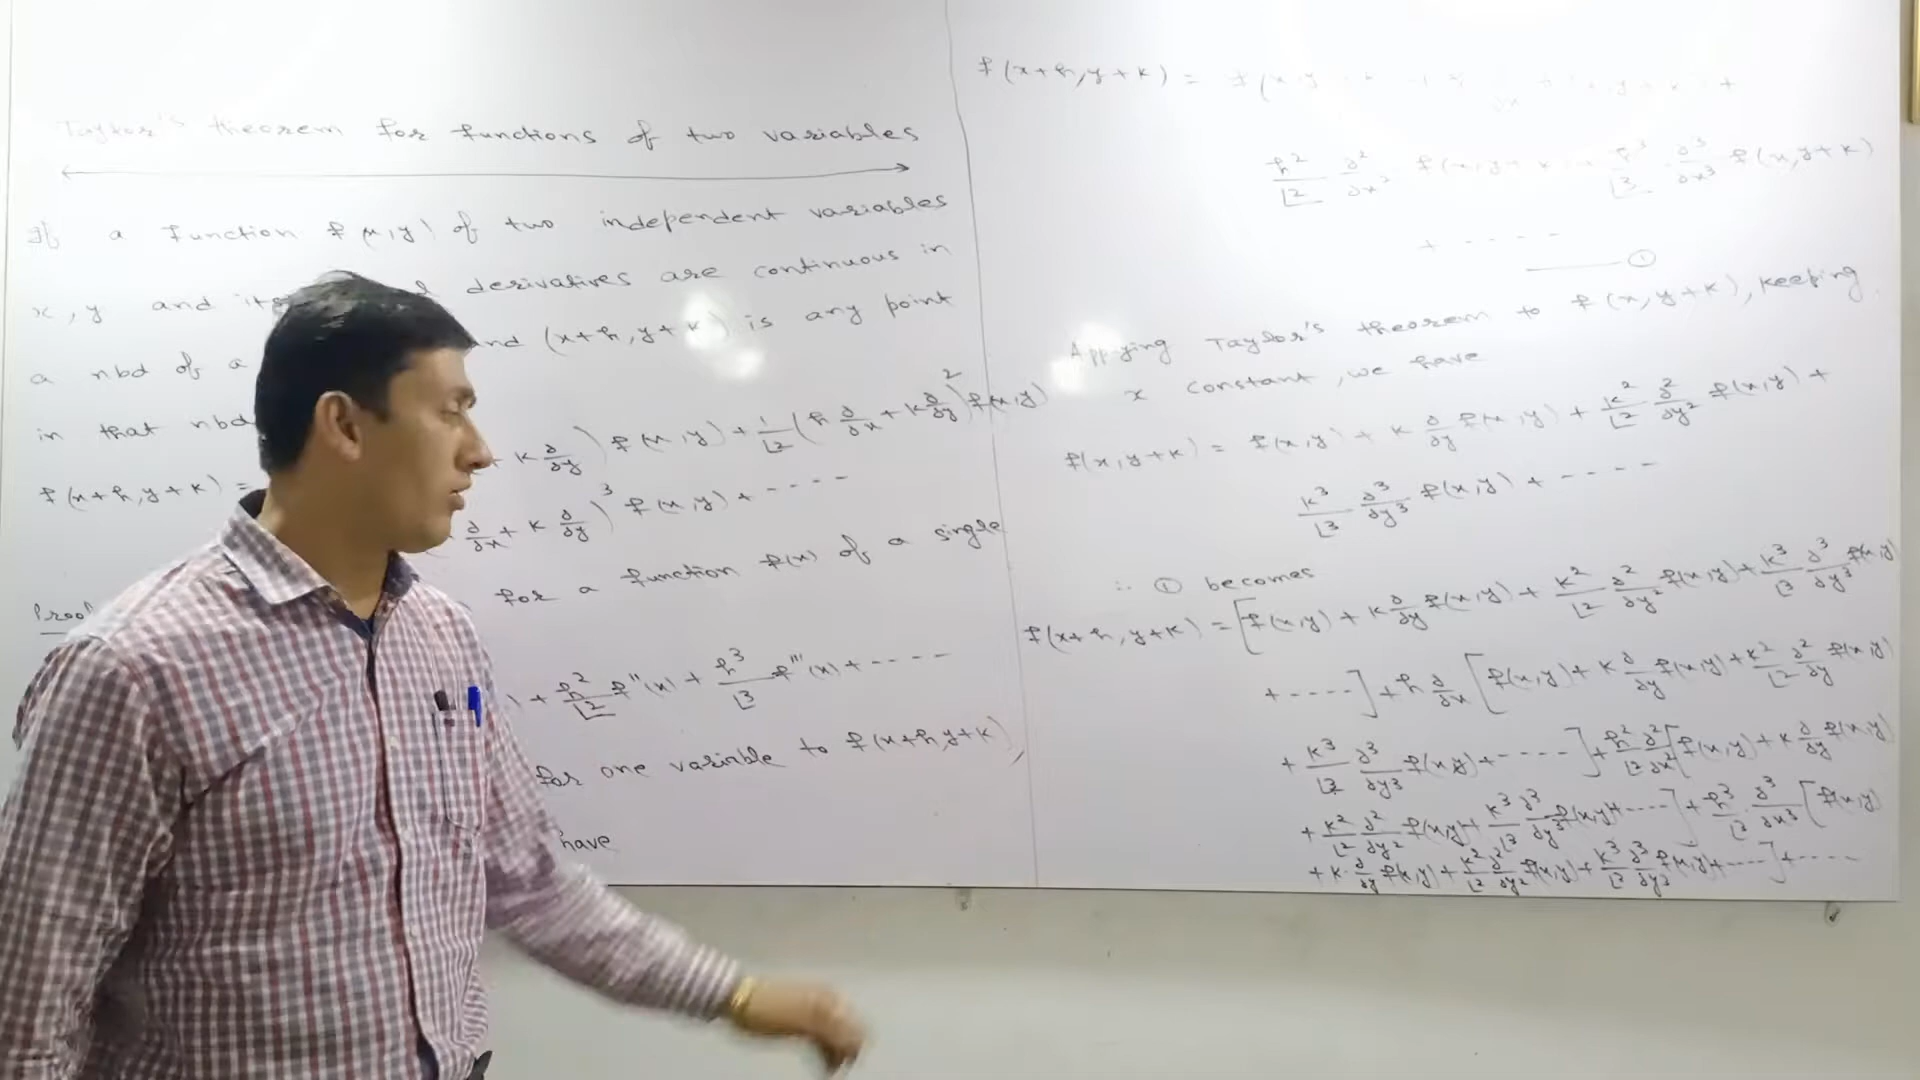 Taylor's theorem for functions of two variables
If a function f(x,y) of two independent variables
x, y and its derivatives are continuous in
a nbd of a and (x+h, y+k) is any point
in that nbd
f(x+h, y+k) = + k ∂/∂y) f(x,y) + 1/⌊2 (h ∂/∂x + k ∂/∂y)² f(x,y)
∂/∂x + k ∂/∂y)³ f(x,y) + - - - -
Proof for a function f(x) of a single
) + h²/⌊2 f''(x) + h³/⌊3 f'''(x) + - - - -
for one variable to f(x+h, y+k),
have
f(x+h, y+k) = f(x,y +
h²/⌊2 ∂²/∂x² f(x,y+k) + h³/⌊3 ∂³/∂x³ f(x,y+k)
+ - - - - -
——— ①
Applying Taylor's theorem to f(x, y+k), keeping
x constant, we have
f(x, y+k) = f(x,y) + k ∂/∂y f(x,y) + k²/⌊2 ∂²/∂y² f(x,y) +
k³/⌊3 ∂³/∂y³ f(x,y) + - - - -
∴ ① becomes
f(x+h, y+k) = [f(x,y) + k ∂/∂y f(x,y) + k²/⌊2 ∂²/∂y² f(x,y) + k³/⌊3 ∂³/∂y³ f(x,y)
+ - - - -] + h ∂/∂x [f(x,y) + k ∂/∂y f(x,y) + k²/⌊2 ∂²/∂y f(x,y)
+ k³/⌊3 ∂³/∂y³ f(x,y) + - - - -] + h²/⌊2 ∂²/∂x² [f(x,y) + k ∂/∂y f(x,y)
+ k²/⌊2 ∂²/∂y² f(x,y) + k³/⌊3 ∂³/∂y³ f(x,y) + - - - -] + h³/⌊3 ∂³/∂x³ [f(x,y)
+ k ∂/∂y f(x,y) + k²/⌊2 ∂²/∂y² f(x,y) + k³/⌊3 ∂³/∂y³ f(x,y) + - - - -] + - - - -